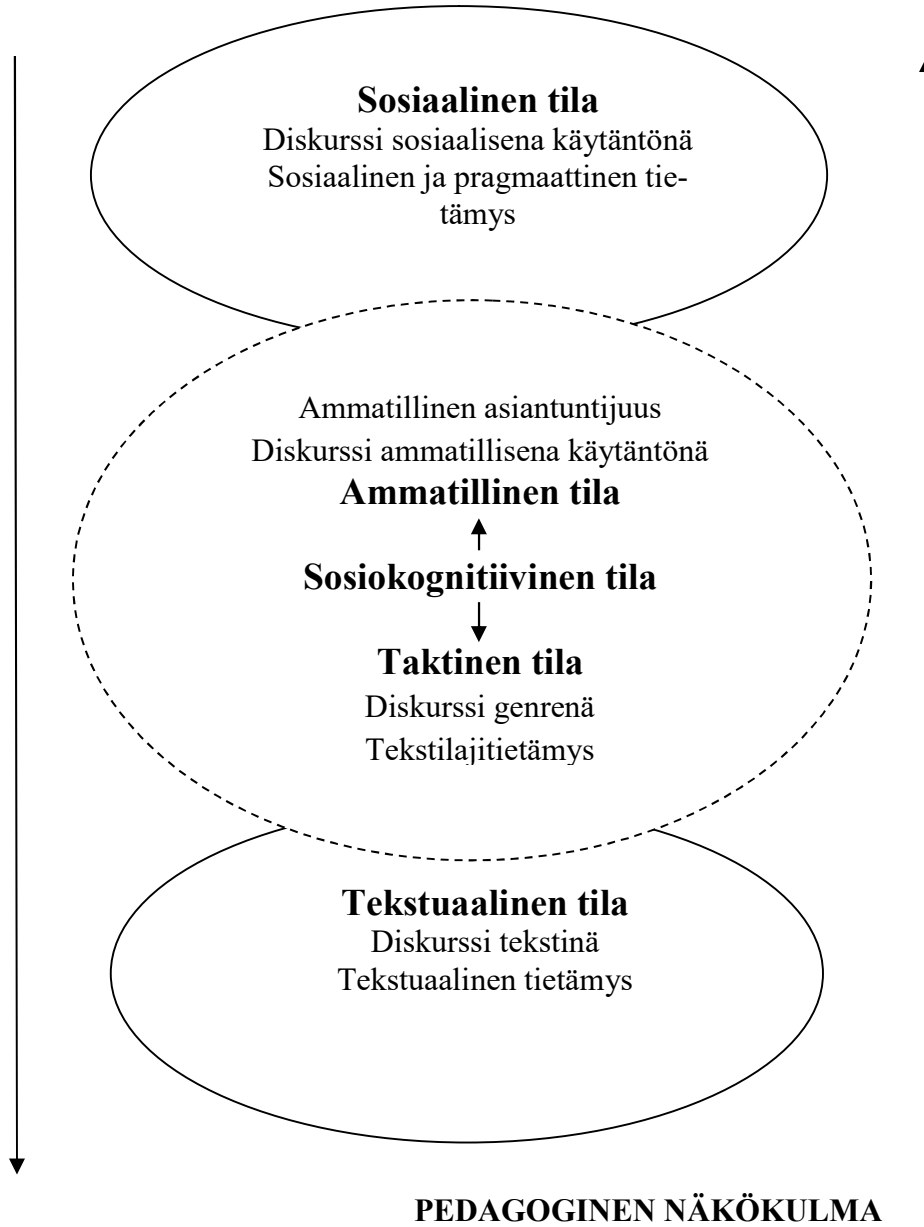 Sosiaalinen tila
Diskurssi sosiaalisena käytäntönä
Sosiaalinen ja pragmaattinen tie-
tämys
Ammatillinen asiantuntijuus
Diskurssi ammatillisena käytäntönä
Ammatillinen tila
Sosiokognitiivinen tila
Taktinen tila
Diskurssi genrenä
Tekstilajitietämys
Tekstuaalinen tila
Diskurssi tekstinä
Tekstuaalinen tietämys
PEDAGOGINEN NÄKÖKULMA